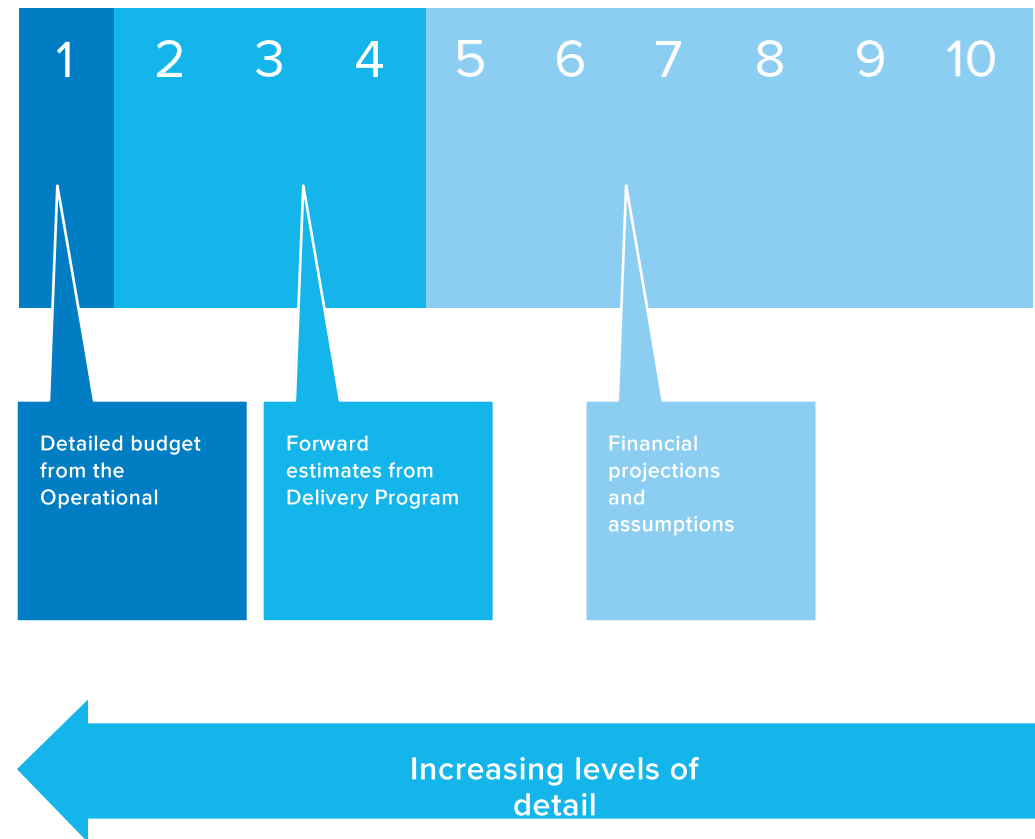 1 2 3 4 5 6 7 8 9 10
Detailed budget
from the
Operational
Forward
estimates from
Delivery Program
Financial
projections
and
assumptions
Increasing levels of
detail